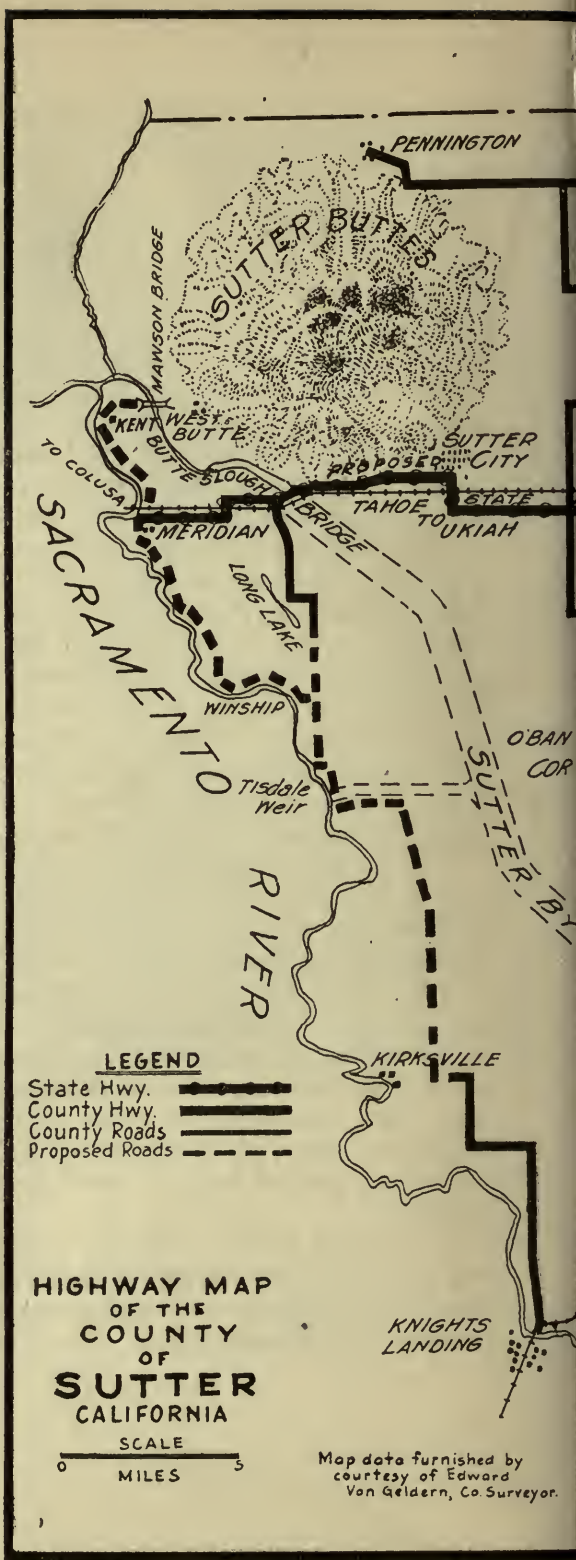 PENNINGTON
SUTTER BUTTES
MAWSON BRIDGE
KENT
WEST
BUTTE
BUTTE SLOUGH
TO COLUSA
SUTTER
CITY
PROPOSED
STATE
TAHOE
TO
UKIAH
BRIDGE
MERIDIAN
LONG LAKE
SACRAMENTO
RIVER
WINSHIP
O'BAN
COR
Tisdale
Weir
SUTTER BY
KIRKSVILLE
LEGEND
State Hwy.
County Hwy.
County Roads
Proposed Roads
HIGHWAY MAP
OF THE
COUNTY
OF
SUTTER
CALIFORNIA
SCALE
0 5
MILES
KNIGHTS
LANDING
Map data furnished by
courtesy of Edward
Von Geldern, Co. Surveyor.